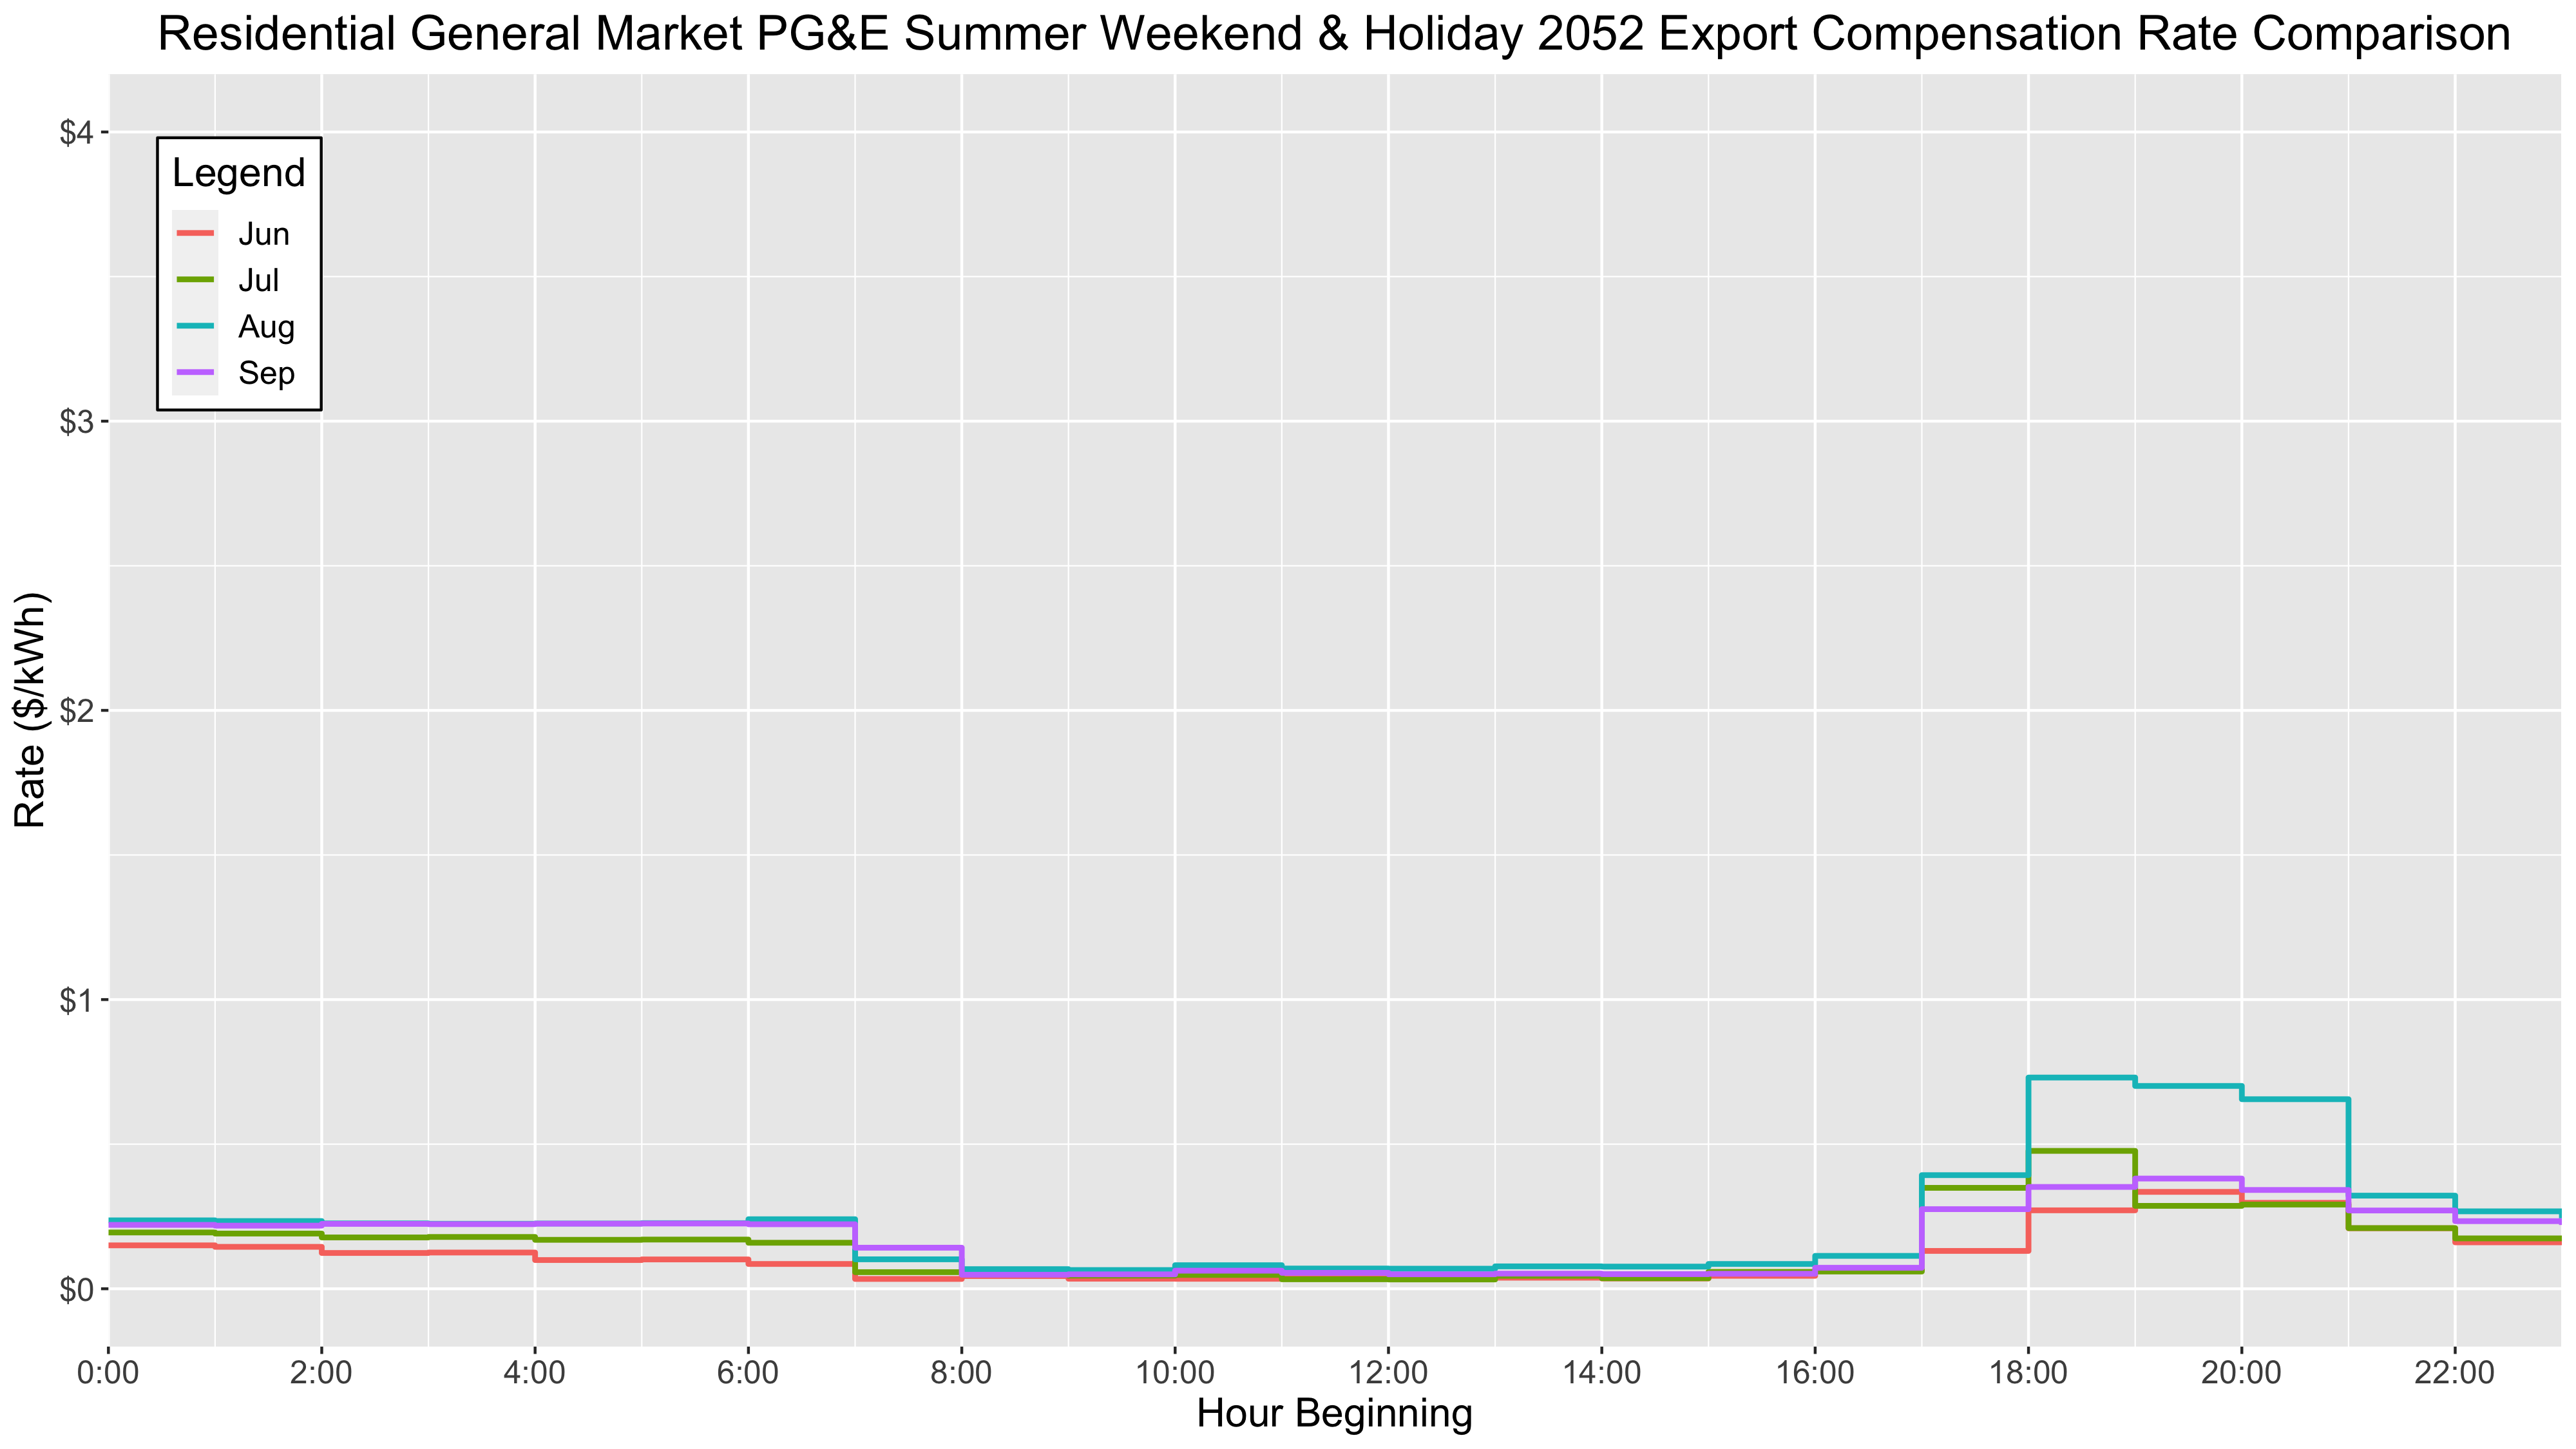 Residential General Market PG&E Summer Weekend & Holiday 2052 Export Compensation Rate Comparison
$4
Legend
Jun
Jul
Aug
Sep
$3
Rate ($/kWh)
$2
$1
$0
0:00 2:00 4:00 6:00 8:00 10:00 12:00 14:00 16:00 18:00 20:00 22:00
Hour Beginning